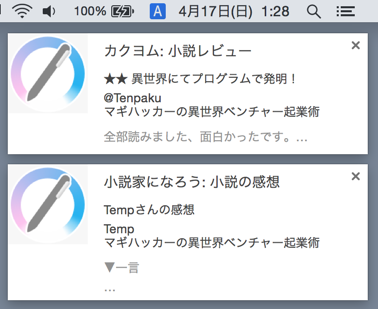 100% A 4月17日(日) 1:28
カクヨム: 小説レビュー
★★ 異世界にてプログラムで発明！
@Tenpaku
マギハッカーの異世界ベンチャー起業術
全部読みました、面白かったです。…
小説家になろう: 小説の感想
Tempさんの感想
Temp
マギハッカーの異世界ベンチャー起業術
▼一言
…